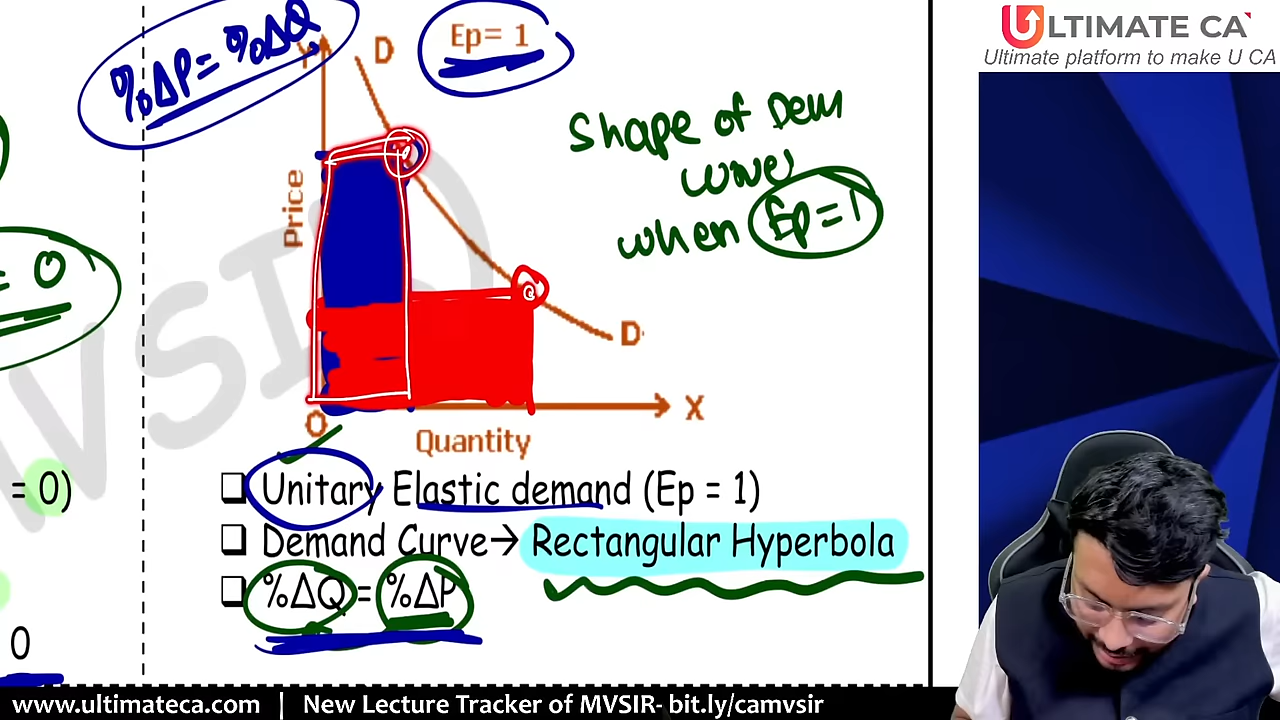 ULTIMATE CA
Ultimate platform to make U CA
%ΔP = %ΔQ
Y
D
Ep= 1
Shape of Dem
when Ep=1
Price
= 0
D
O
X
Quantity
= 0)
❑ Unitary Elastic demand (Ep = 1)
❑ Demand Curve→ Rectangular Hyperbola
❑ %ΔQ = %ΔP
0
www.ultimateca.com | New Lecture Tracker of MVSIR- bit.ly/camvsir